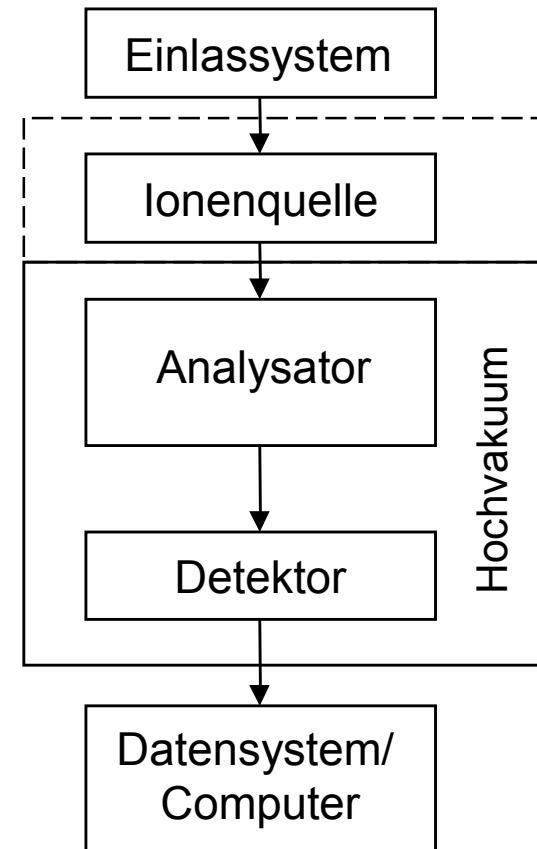 Einlassystem
Ionenquelle
Analysator
Hochvakuum
Detektor
Datensystem/
Computer